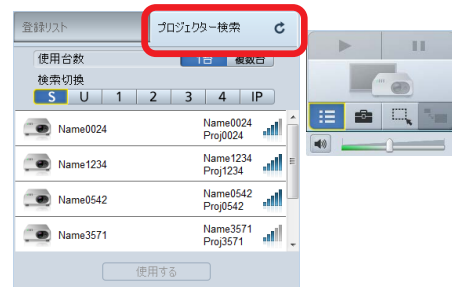 登録リスト
プロジェクター検索
使用台数
1台 複数台
検索切換
S U 1 2 3 4 IP
Name0024 Name0024
Proj0024
Name1234 Name1234
Proj1234
Name0542 Name0542
Proj0542
Name3571 Name3571
Proj3571
使用する